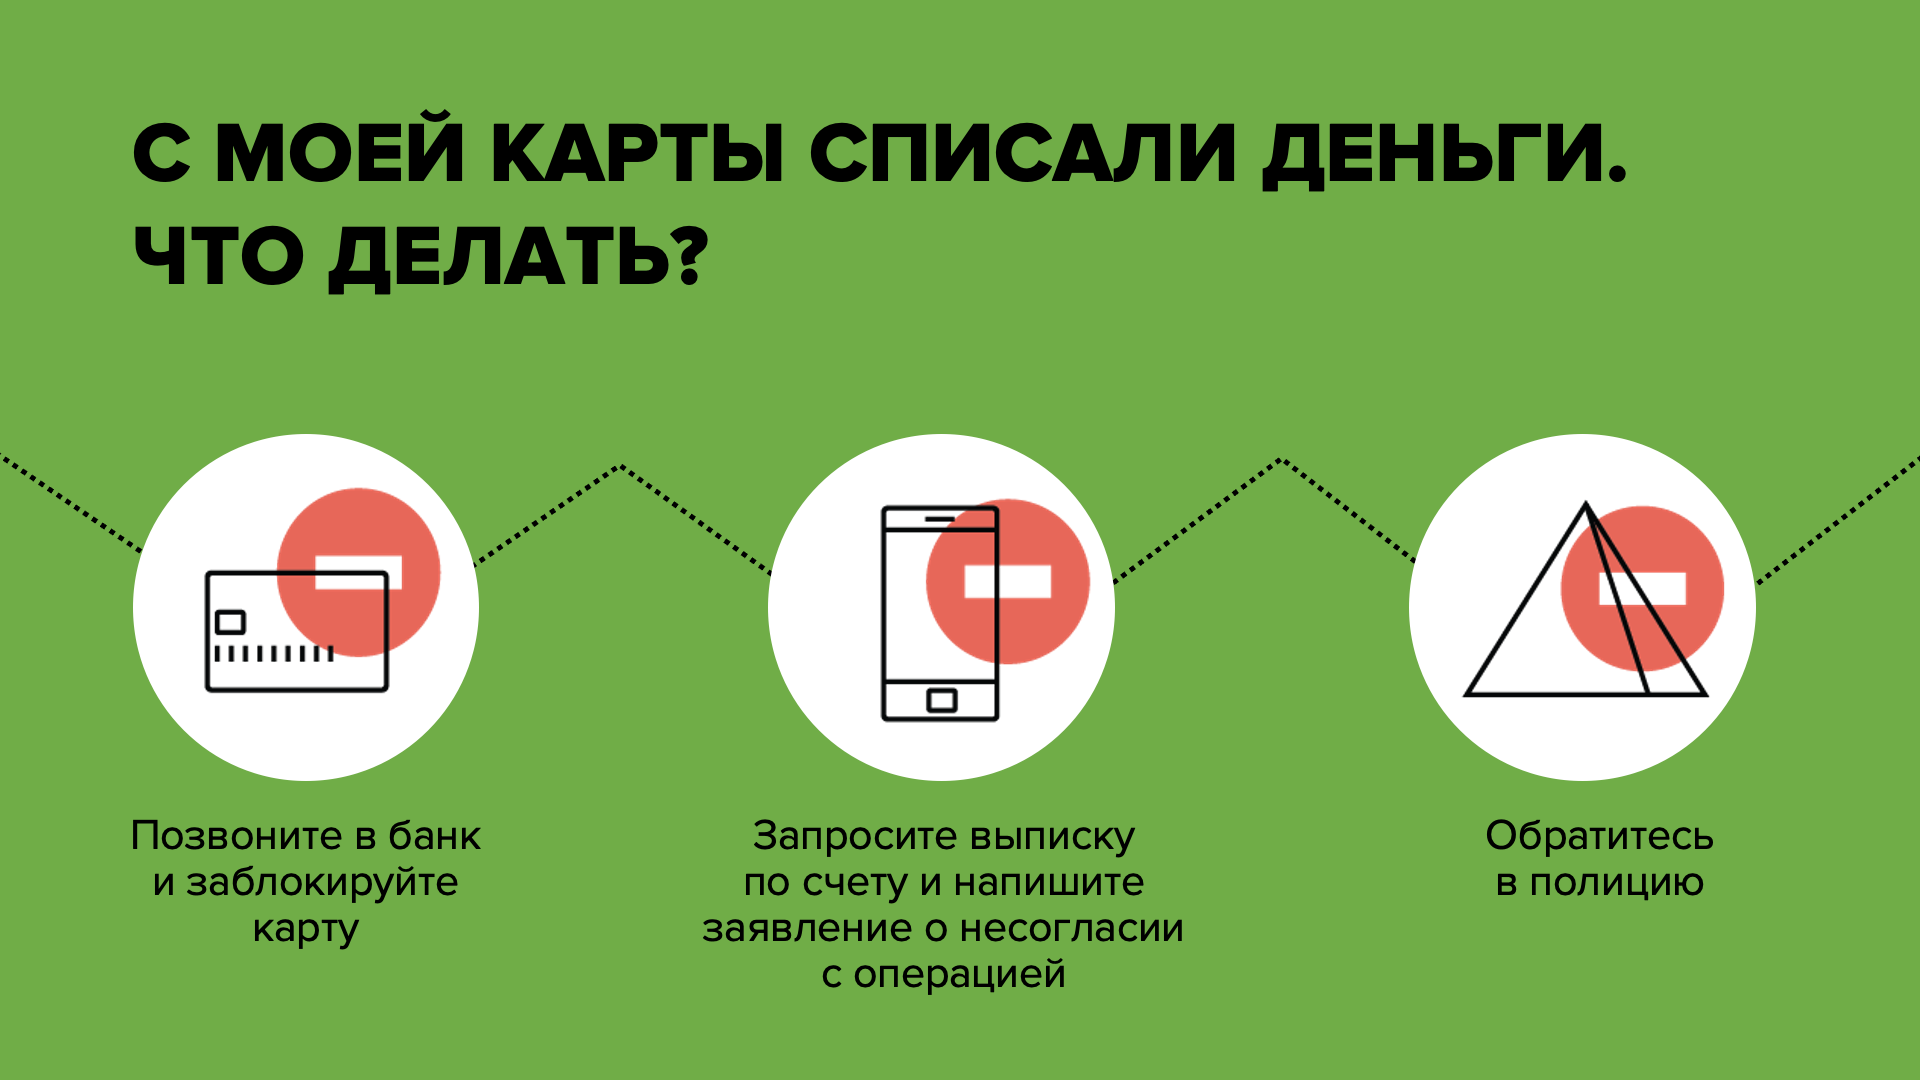 С МОЕЙ КАРТЫ СПИСАЛИ ДЕНЬГИ.
ЧТО ДЕЛАТЬ?
Позвоните в банк
и заблокируйте
карту
Запросите выписку
по счету и напишите
заявление о несогласии
с операцией
Обратитесь
в полицию